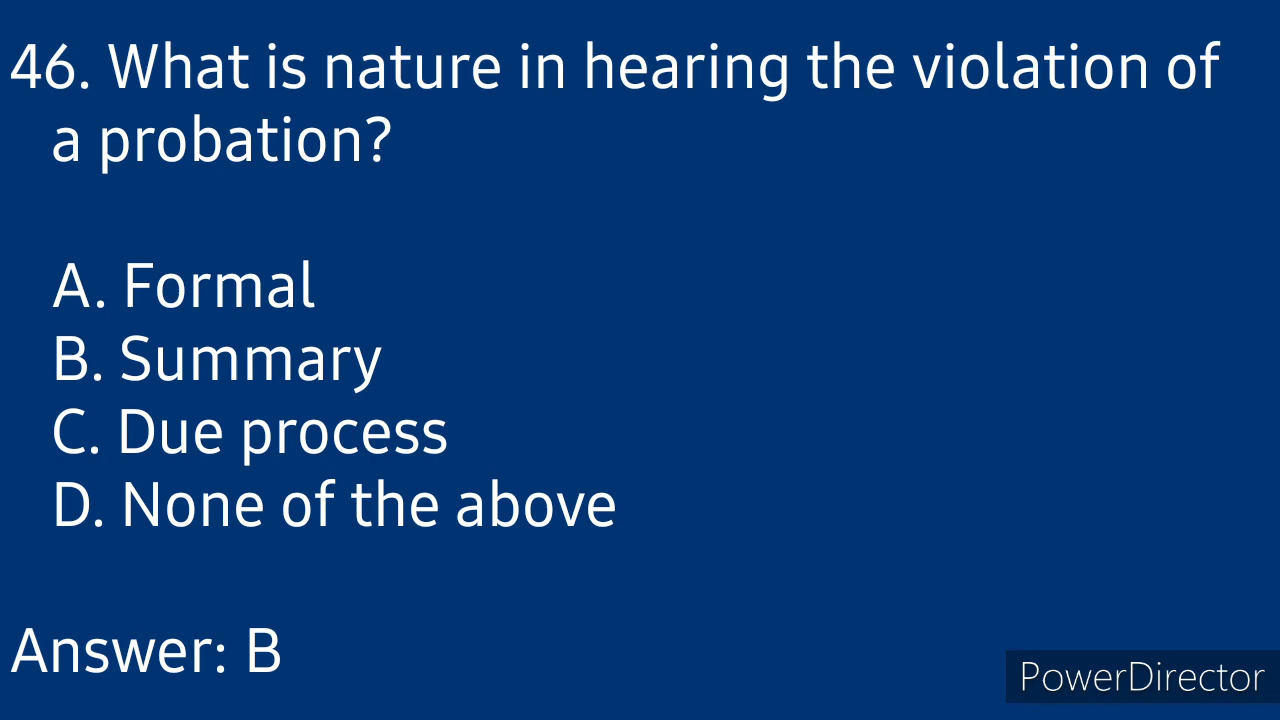 46. What is nature in hearing the violation of
a probation?
A. Formal
B. Summary
C. Due process
D. None of the above
Answer: B
PowerDirector